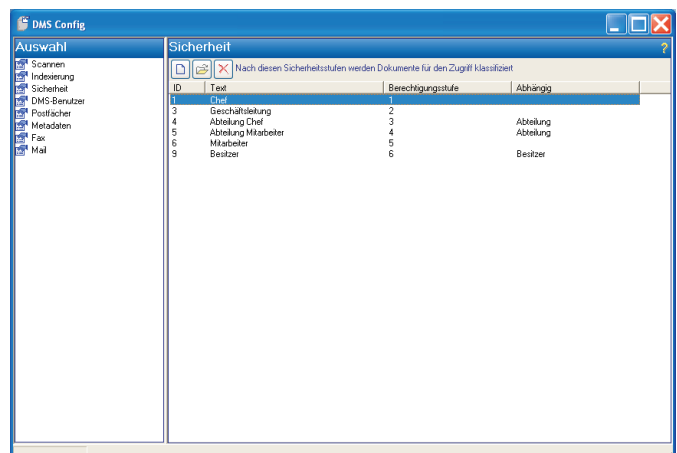 DMS Config
Auswahl
Scannen
Indexierung
Sicherheit
DMS-Benutzer
Postfächer
Metadaten
Fax
Mail
Sicherheit ?
Nach diesen Sicherheitsstufen werden Dokumente für den Zugriff klassifiziert
ID Text Berechtigungsstufe Abhängig
1 Chef 1
3 Geschäftsleitung 2
4 Abteilung Chef 3 Abteilung
5 Abteilung Mitarbeiter 4 Abteilung
6 Mitarbeiter 5
9 Besitzer 6 Besitzer